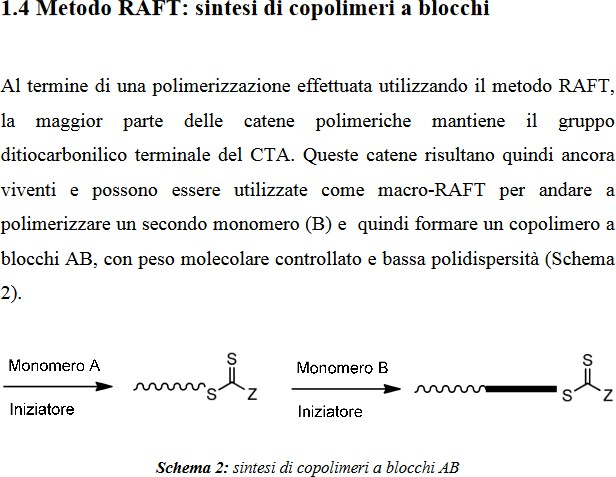 1.4 Metodo RAFT: sintesi di copolimeri a blocchi
Al termine di una polimerizzazione effettuata utilizzando il metodo RAFT,
la maggior parte delle catene polimeriche mantiene il gruppo
ditiocarbonilico terminale del CTA. Queste catene risultano quindi ancora
viventi e possono essere utilizzate come macro-RAFT per andare a
polimerizzare un secondo monomero (B) e  quindi formare un copolimero a
blocchi AB, con peso molecolare controllato e bassa polidispersità (Schema
2).
Monomero A
Iniziatore
S
S
Z
Monomero B
Iniziatore
S
S
Z
Schema 2: sintesi di copolimeri a blocchi AB